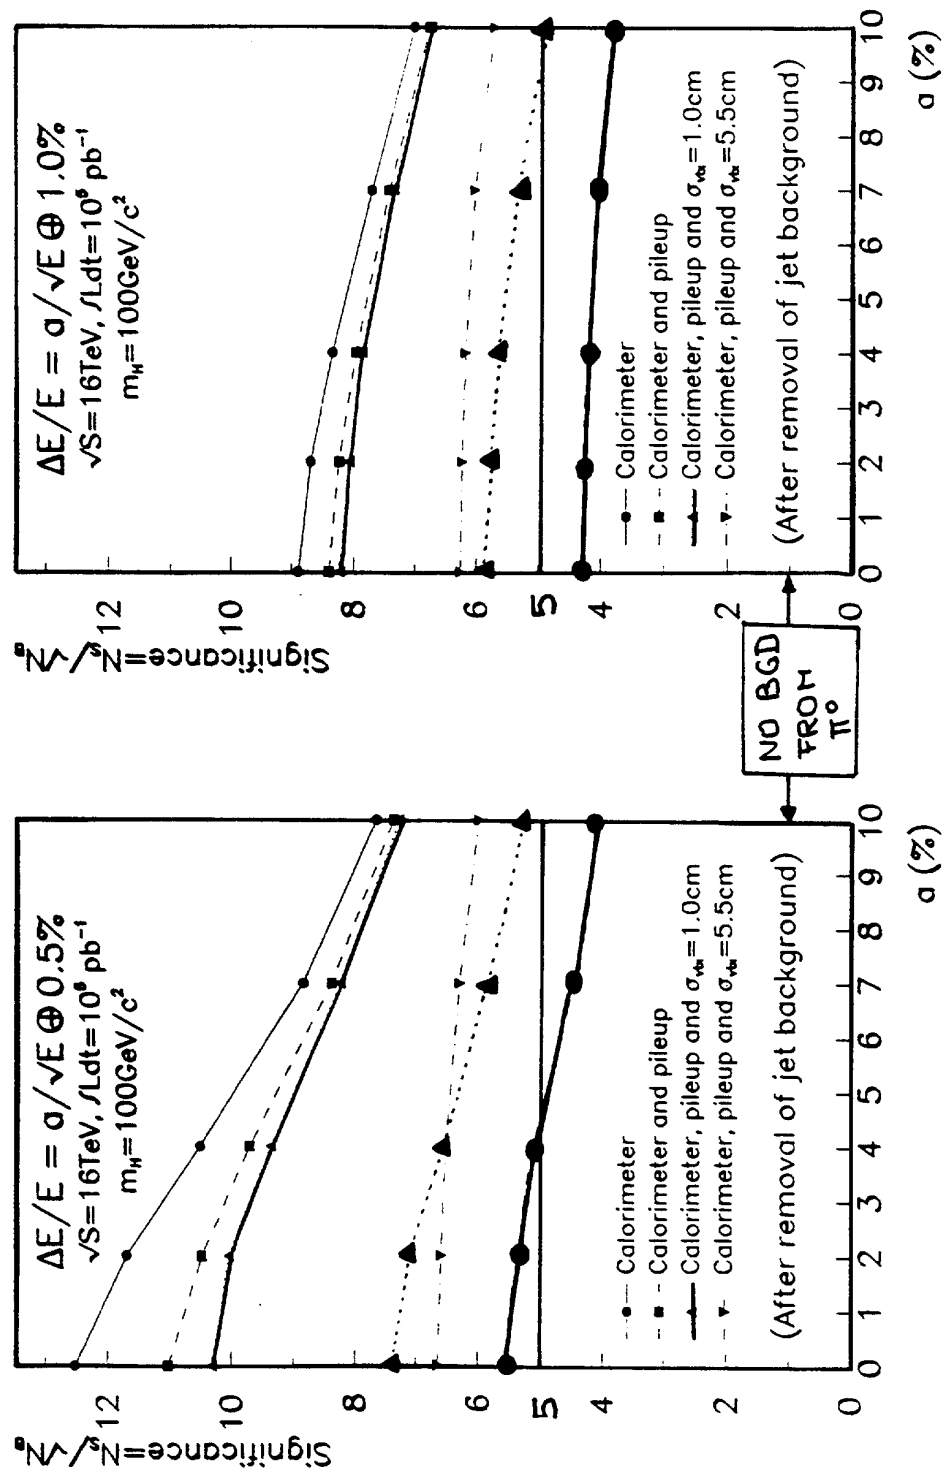 Significance=N_S/√N_B
12
10
8
6
5
4
2
0
ΔE/E = a/√E ⊕ 0.5%
√S=16TeV, ∫Ldt=10⁵ pb⁻¹
m_H=100GeV/c²
Calorimeter
Calorimeter and pileup
Calorimeter, pileup and σ_vtx=1.0cm
Calorimeter, pileup and σ_vtx=5.5cm
(After removal of jet background)
0 1 2 3 4 5 6 7 8 9 10
a (%)
NO BGD
FROM
π⁰
Significance=N_S/√N_B
12
10
8
6
5
4
2
0
ΔE/E = a/√E ⊕ 1.0%
√S=16TeV, ∫Ldt=10⁵ pb⁻¹
m_H=100GeV/c²
Calorimeter
Calorimeter and pileup
Calorimeter, pileup and σ_vtx=1.0cm
Calorimeter, pileup and σ_vtx=5.5cm
(After removal of jet background)
0 1 2 3 4 5 6 7 8 9 10
a (%)